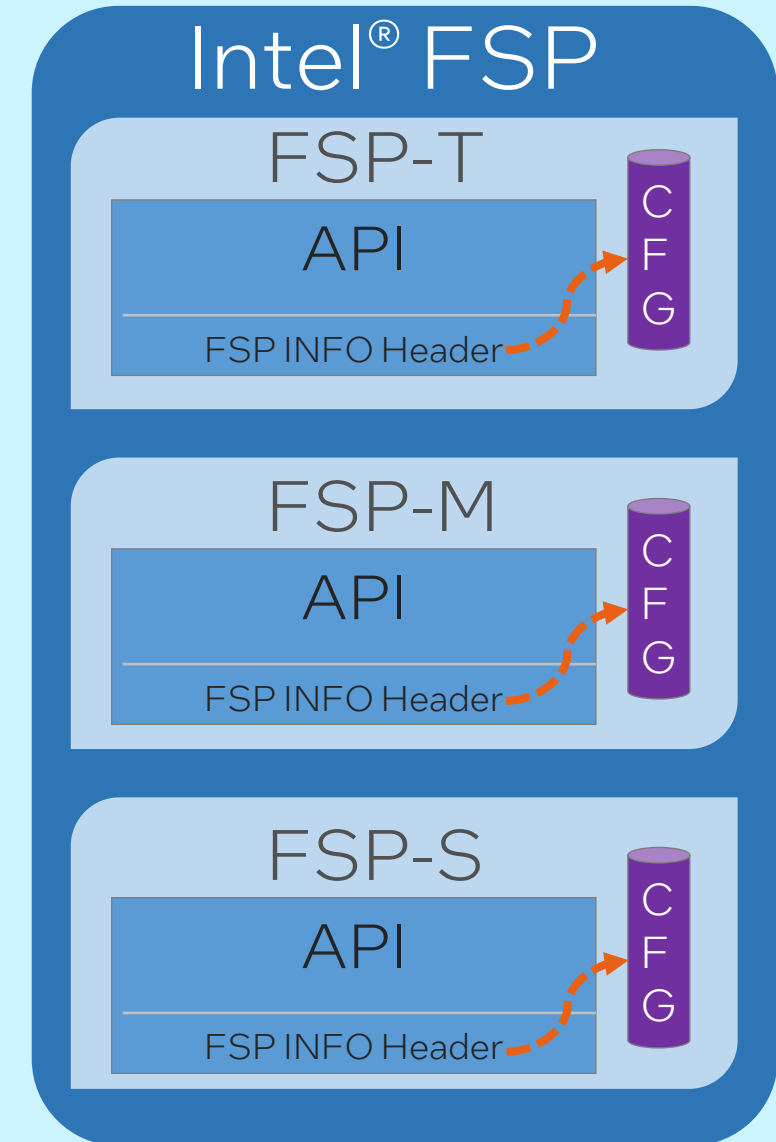 Intel® FSP
FSP-T
API
FSP INFO Header
C
F
G
FSP-M
API
FSP INFO Header
C
F
G
FSP-S
API
FSP INFO Header
C
F
G